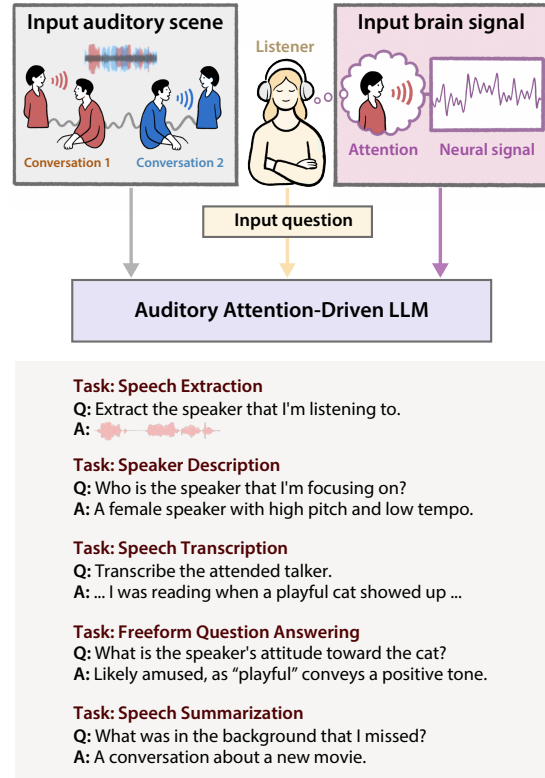 Input auditory scene
Listener
Input brain signal
Conversation 1
Conversation 2
Attention
Neural signal
Input question
Auditory Attention-Driven LLM
Task: Speech Extraction
Q: Extract the speaker that I'm listening to.
A:
Task: Speaker Description
Q: Who is the speaker that I'm focusing on?
A: A female speaker with high pitch and low tempo.
Task: Speech Transcription
Q: Transcribe the attended talker.
A: ... I was reading when a playful cat showed up ...
Task: Freeform Question Answering
Q: What is the speaker's attitude toward the cat?
A: Likely amused, as “playful” conveys a positive tone.
Task: Speech Summarization
Q: What was in the background that I missed?
A: A conversation about a new movie.